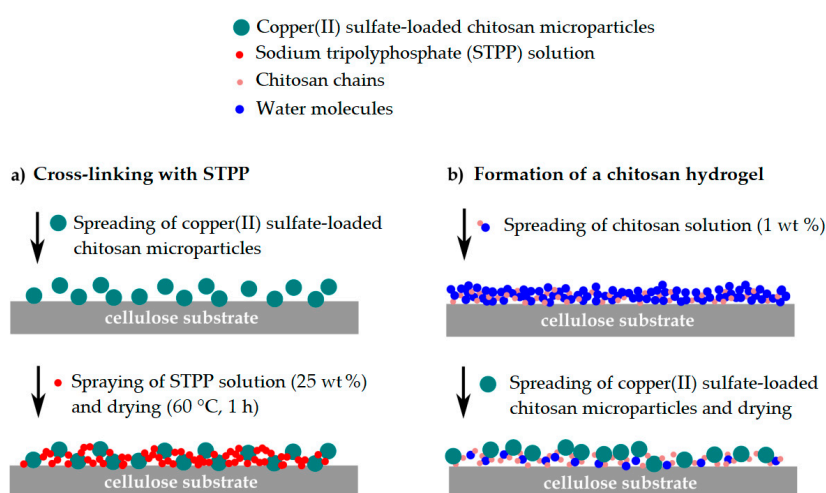 Copper(II) sulfate-loaded chitosan microparticles
Sodium tripolyphosphate (STPP) solution
Chitosan chains
Water molecules
a) Cross-linking with STPP
Spreading of copper(II) sulfate-loaded
chitosan microparticles
cellulose substrate
Spraying of STPP solution (25 wt %)
and drying (60 °C, 1 h)
cellulose substrate
b) Formation of a chitosan hydrogel
Spreading of chitosan solution (1 wt %)
cellulose substrate
Spreading of copper(II) sulfate-loaded
chitosan microparticles and drying
cellulose substrate